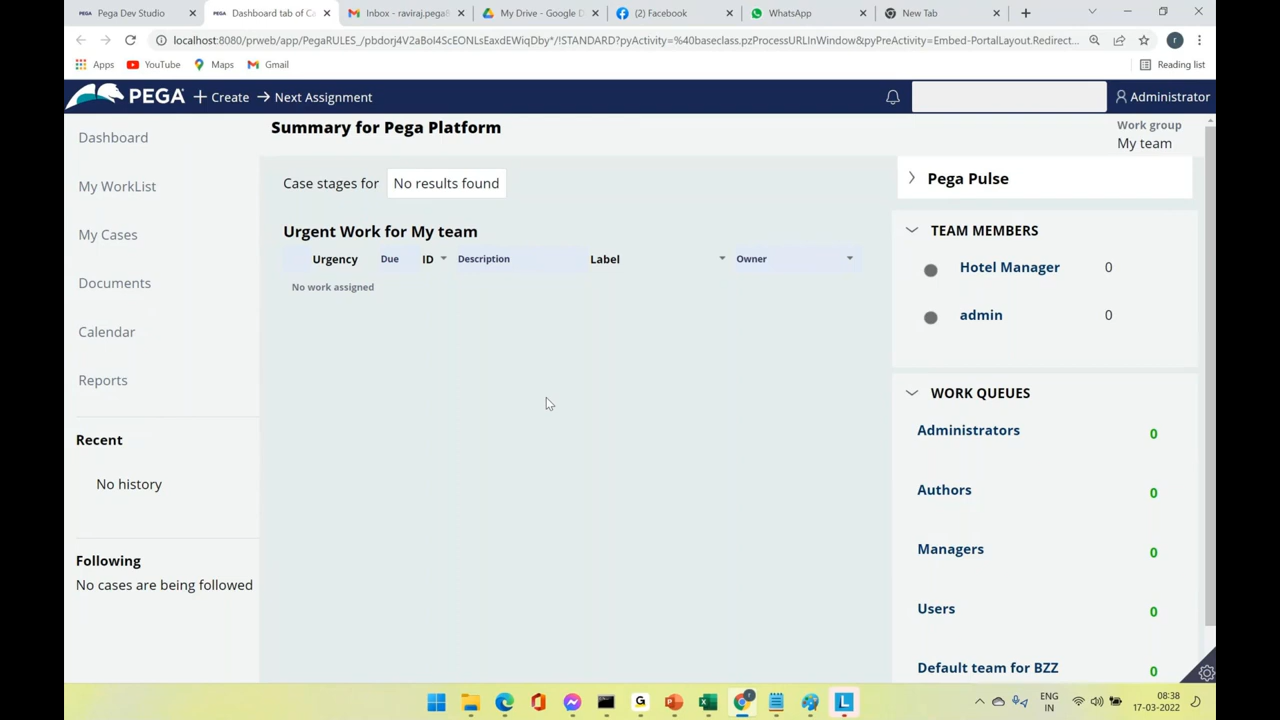 Pega Dev Studio
Dashboard tab of Ca
Inbox - raviraj.pega8
My Drive - Google D
(2) Facebook
WhatsApp
New Tab
localhost:8080/prweb/app/PegaRULES_/pbdorj4V2aBol4ScEONLsEaxdEWiqDby*/!STANDARD?pyActivity=%40baseclass.pzProcessURLInWindow&pyPreActivity=Embed-PortalLayout.Redirect...
r
Apps
YouTube
Maps
Gmail
Reading list
PEGA
Create
Next Assignment
Administrator
Dashboard
My WorkList
My Cases
Documents
Calendar
Reports
Recent
No history
Following
No cases are being followed
Summary for Pega Platform
Work group
My team
Case stages for
No results found
Urgent Work for My team
Urgency Due ID Description Label Owner
No work assigned
Pega Pulse
TEAM MEMBERS
Hotel Manager 0
admin 0
WORK QUEUES
Administrators 0
Authors 0
Managers 0
Users 0
Default team for BZZ 0
ENG
IN
08:38
17-03-2022